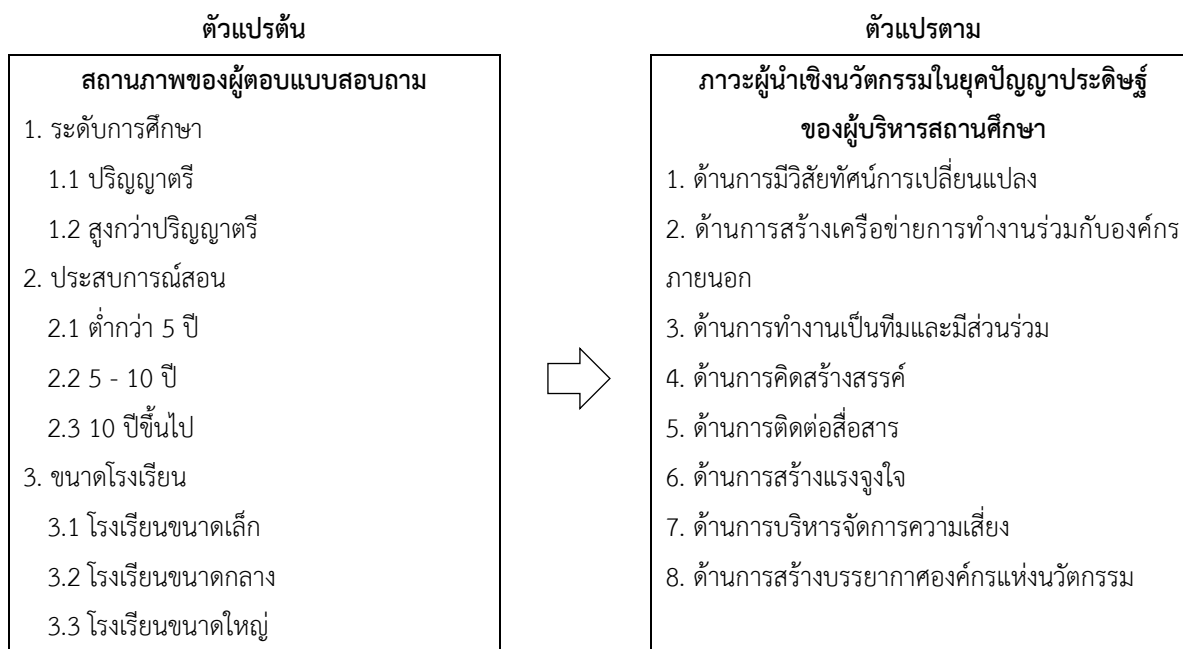 ตัวแปรต้น
สถานภาพของผู้ตอบแบบสอบถาม
1. ระดับการศึกษา
1.1 ปริญญาตรี
1.2 สูงกว่าปริญญาตรี
2. ประสบการณ์สอน
2.1 ต่ำกว่า 5 ปี
2.2 5 - 10 ปี
2.3 10 ปีขึ้นไป
3. ขนาดโรงเรียน
3.1 โรงเรียนขนาดเล็ก
3.2 โรงเรียนขนาดกลาง
3.3 โรงเรียนขนาดใหญ่
ตัวแปรตาม
ภาวะผู้นำเชิงนวัตกรรมในยุคปัญญาประดิษฐ์
ของผู้บริหารสถานศึกษา
1. ด้านการมีวิสัยทัศน์การเปลี่ยนแปลง
2. ด้านการสร้างเครือข่ายการทำงานร่วมกับองค์กร
ภายนอก
3. ด้านการทำงานเป็นทีมและมีส่วนร่วม
4. ด้านการคิดสร้างสรรค์
5. ด้านการติดต่อสื่อสาร
6. ด้านการสร้างแรงจูงใจ
7. ด้านการบริหารจัดการความเสี่ยง
8. ด้านการสร้างบรรยากาศองค์กรแห่งนวัตกรรม